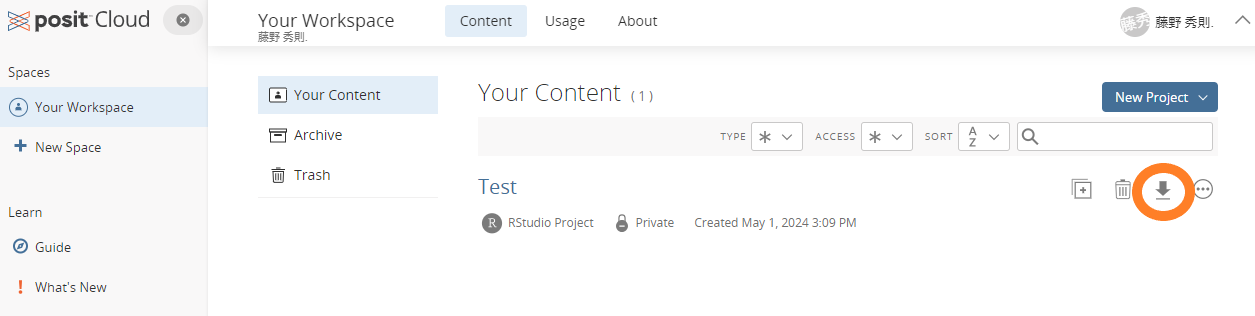 posit Cloud
Spaces
Your Workspace
New Space
Learn
Guide
What's New
Your Workspace
藤野 秀則.
Content
Usage
About
藤秀
藤野 秀則.
Your Content
Archive
Trash
Your Content ( 1 )
New Project
TYPE
ACCESS
SORT
A
Z
Test
R
RStudio Project
Private
Created May 1, 2024 3:09 PM